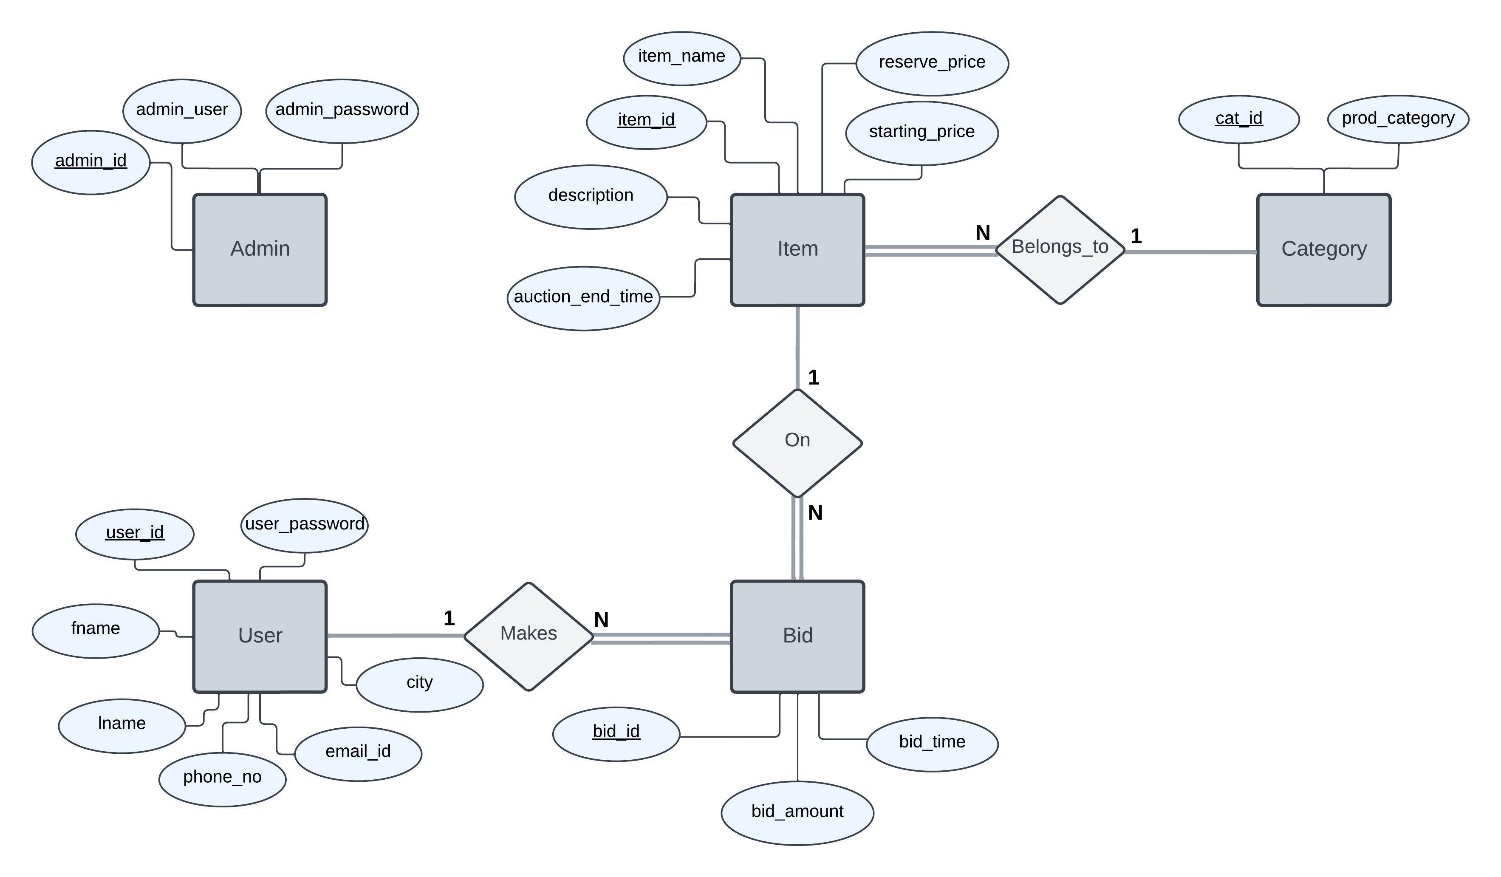 item_name
reserve_price
admin_user
admin_password
item_id
starting_price
cat_id
prod_category
admin_id
description
Admin
Item
N
Belongs_to
1
Category
auction_end_time
1
On
N
user_id
user_password
fname
User
1
Makes
N
Bid
city
lname
email_id
phone_no
bid_id
bid_time
bid_amount